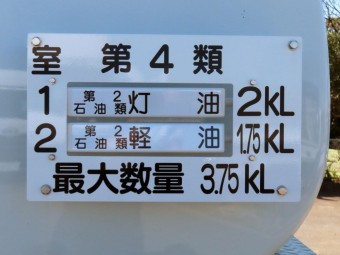 室 第4類
1 第2石油類 灯油 2KL
2 第2石油類 軽油 1.75KL
最大数量 3.75KL